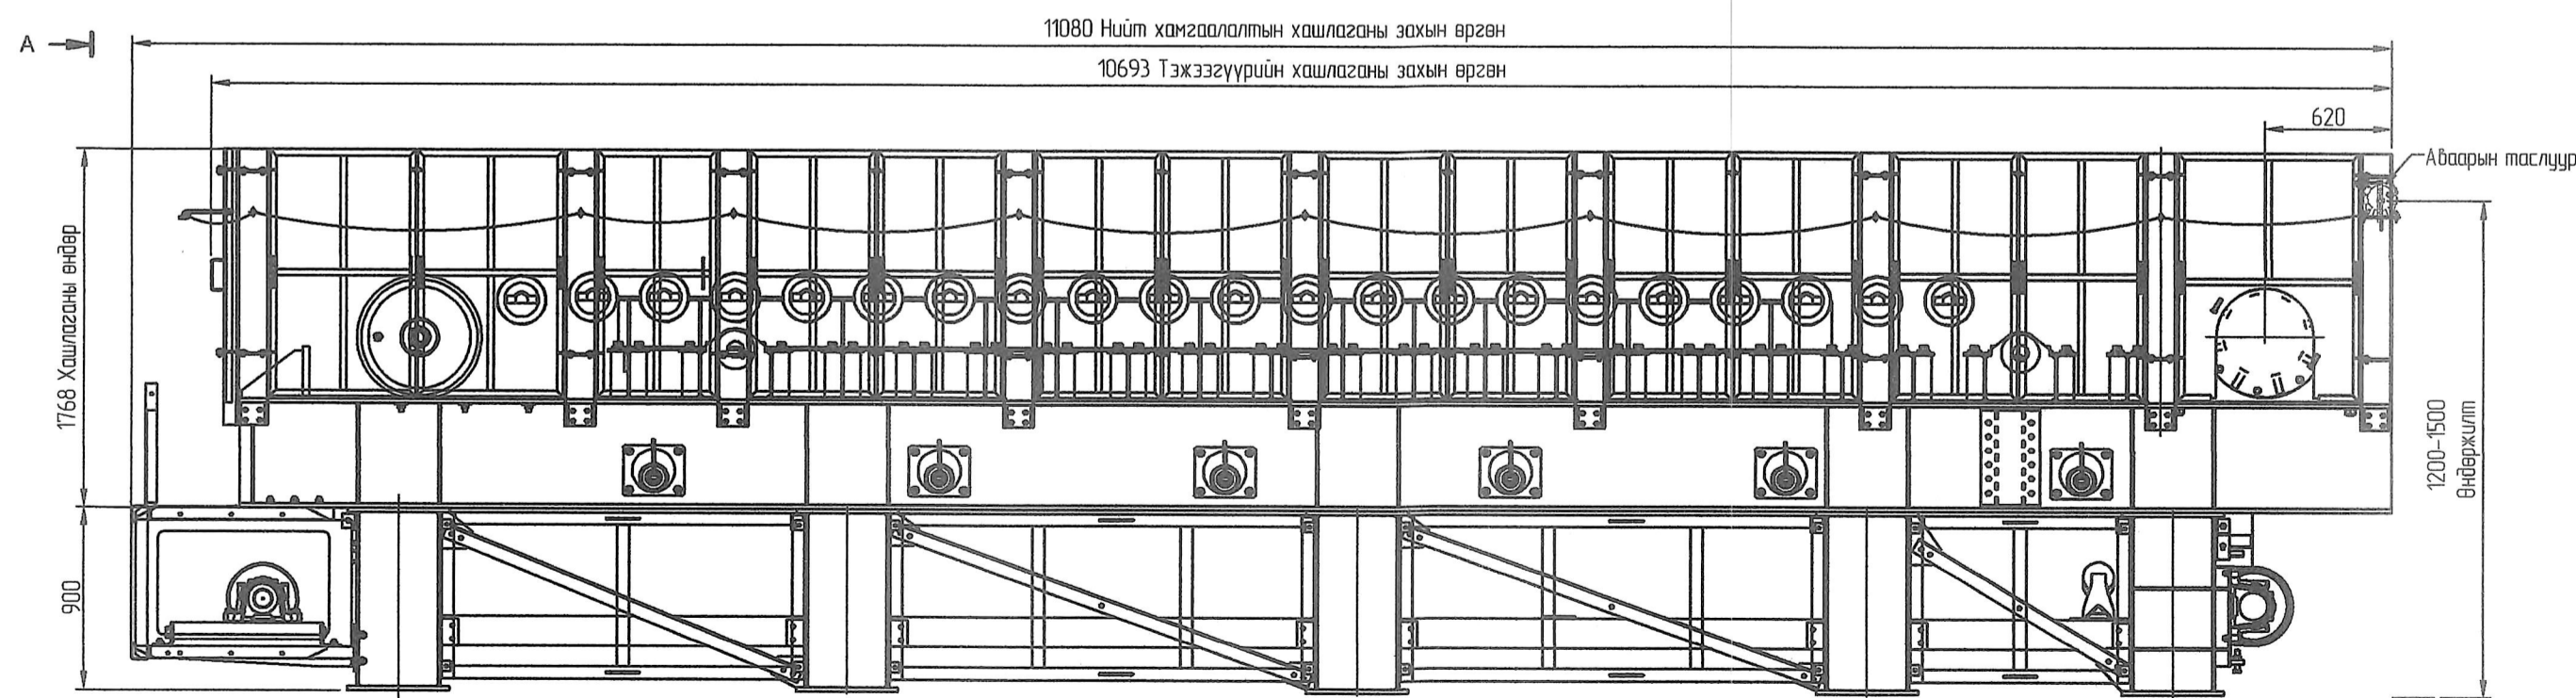 11080 Нийт хамгаалалтын хашлаганы захын өргөн
A
10693 Тэжээгүүрийн хашлаганы захын өргөн
620
Аваарын таслуур
17768 Хашлаганы өндөр
1200-1500
Өндөржилт
900